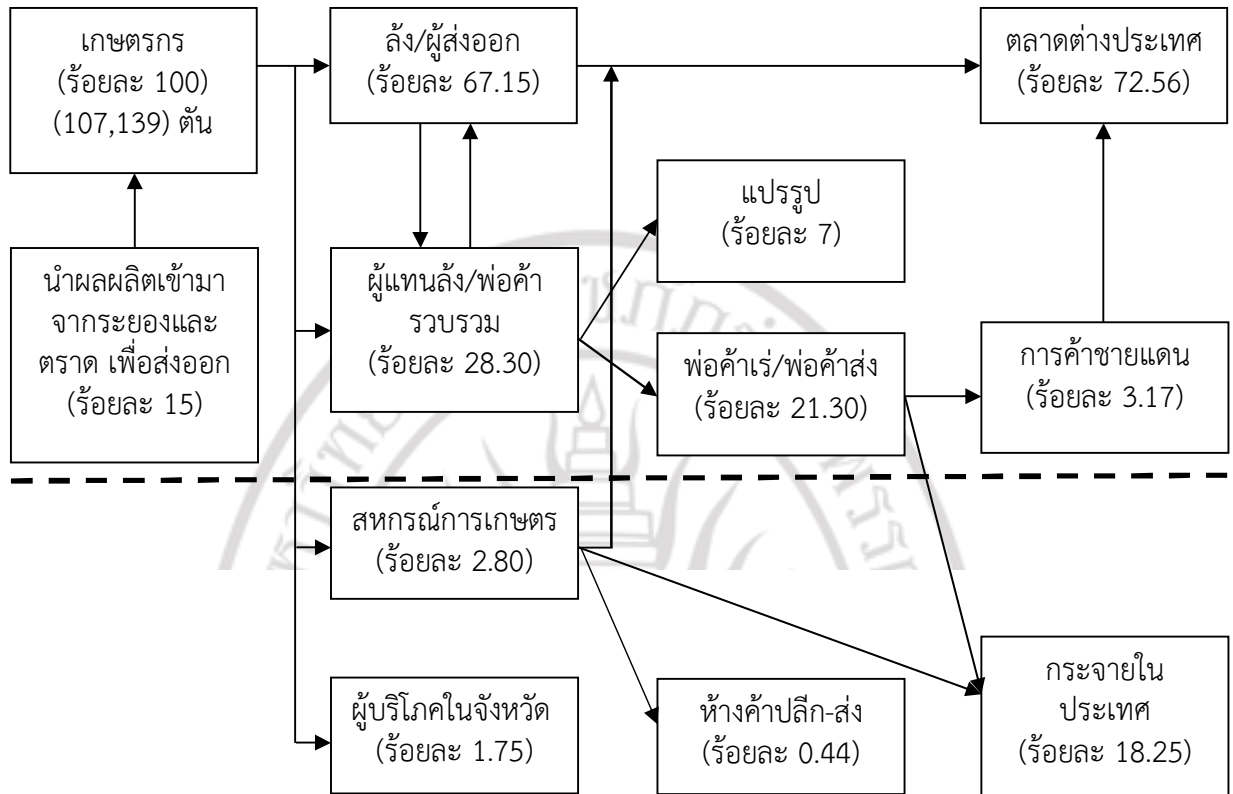 เกษตรกร
(ร้อยละ 100)
(107,139) ตัน
ล้ง/ผู้ส่งออก
(ร้อยละ 67.15)
ตลาดต่างประเทศ
(ร้อยละ 72.56)
แปรรูป
(ร้อยละ 7)
นำผลผลิตเข้ามา
จากระยองและ
ตราด เพื่อส่งออก
(ร้อยละ 15)
ผู้แทนล้ง/พ่อค้า
รวบรวม
(ร้อยละ 28.30)
พ่อค้าเร่/พ่อค้าส่ง
(ร้อยละ 21.30)
การค้าชายแดน
(ร้อยละ 3.17)
สหกรณ์การเกษตร
(ร้อยละ 2.80)
ผู้บริโภคในจังหวัด
(ร้อยละ 1.75)
ห้างค้าปลีก-ส่ง
(ร้อยละ 0.44)
กระจายใน
ประเทศ
(ร้อยละ 18.25)